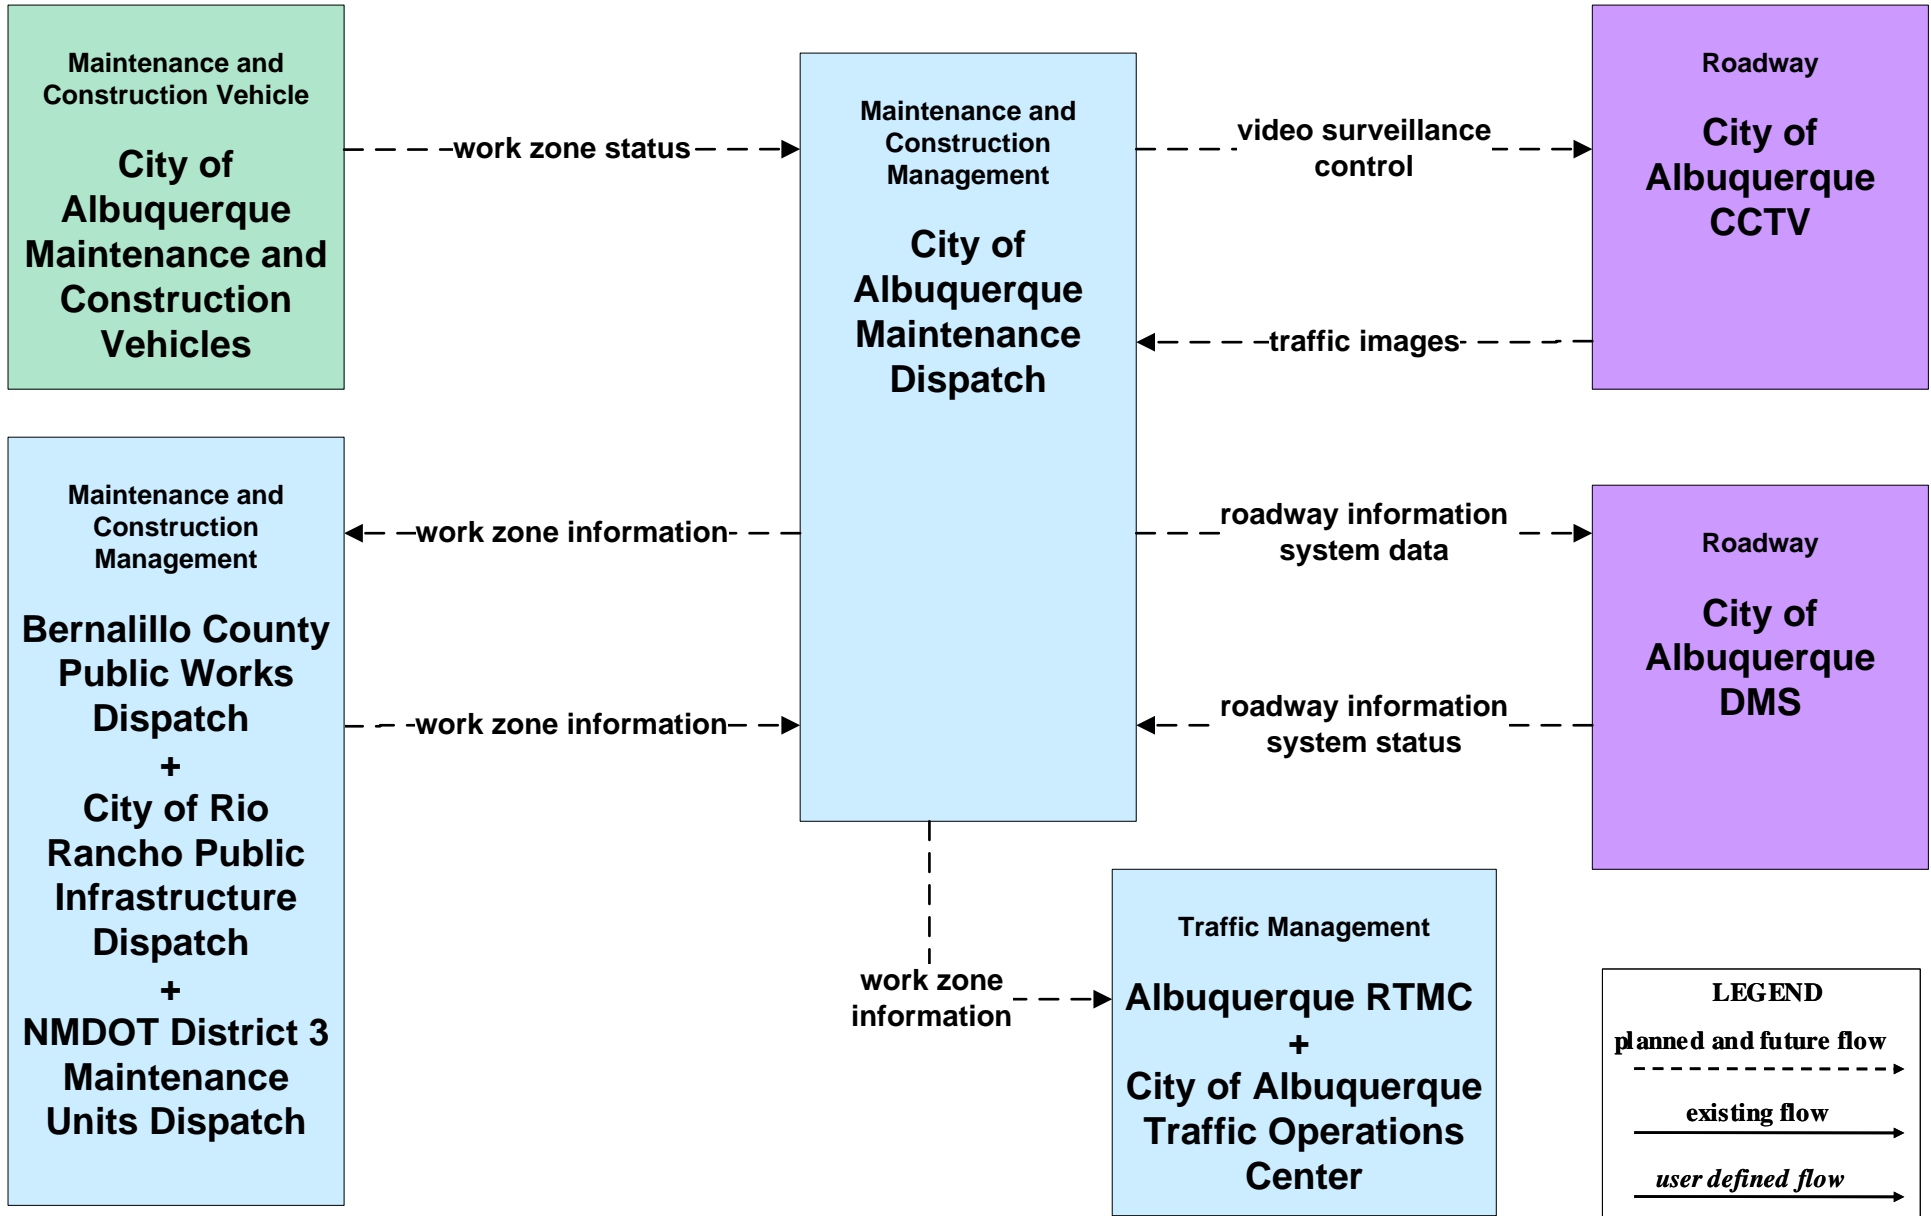 Maintenance and
Construction Vehicle
City of
Albuquerque
Maintenance and
Construction
Vehicles
work zone status
Maintenance and
Construction
Management
City of
Albuquerque
Maintenance
Dispatch
video surveillance
control
traffic images
Roadway
City of
Albuquerque
CCTV
Maintenance and
Construction
Management
Bernalillo County
Public Works
Dispatch
+
City of Rio
Rancho Public
Infrastructure
Dispatch
+
NMDOT District 3
Maintenance
Units Dispatch
work zone information
work zone information
roadway information
system data
roadway information
system status
Roadway
City of
Albuquerque
DMS
work zone
information
Traffic Management
Albuquerque RTMC
+
City of Albuquerque
Traffic Operations
Center
LEGEND
planned and future flow
existing flow
user defined flow